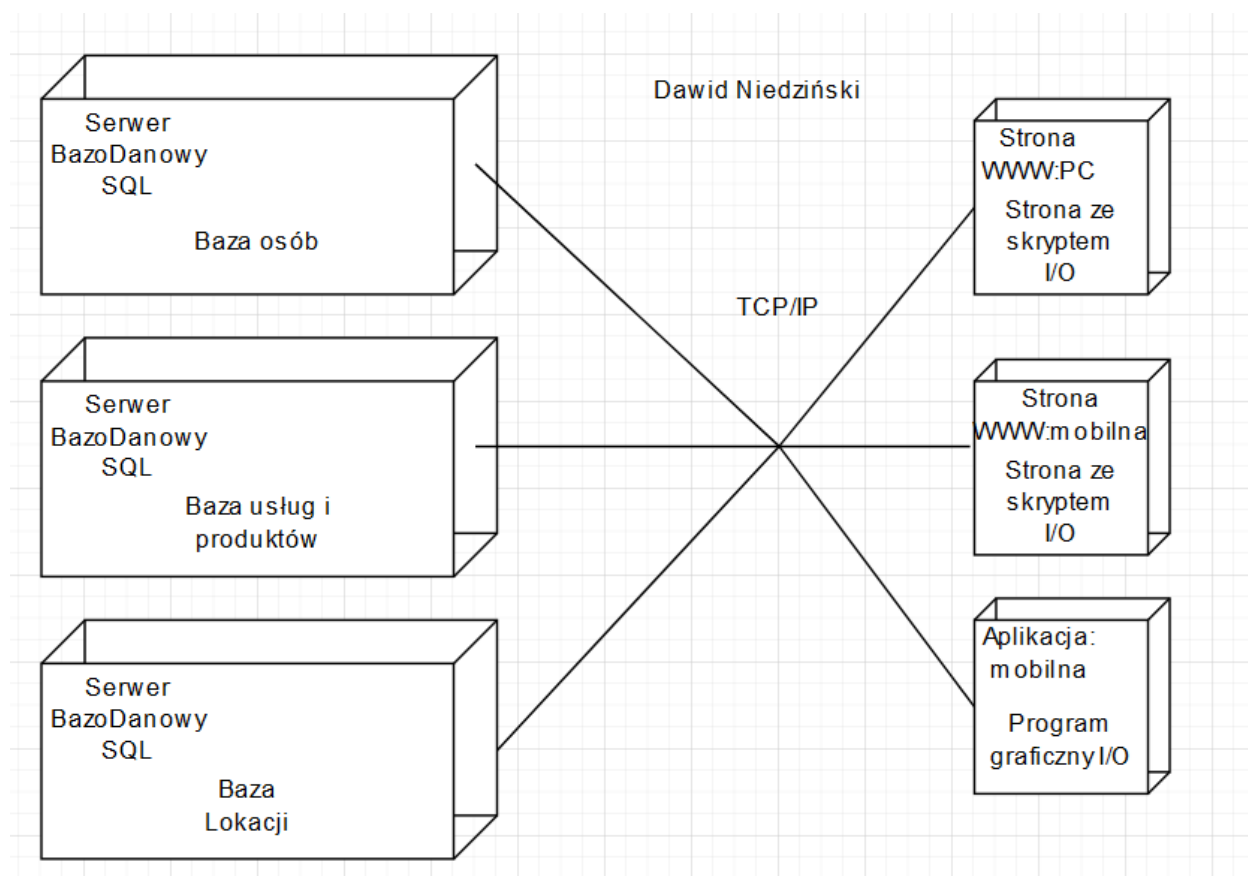 Serwer
BazoDanowy
SQL
Baza osób
Serwer
BazoDanowy
SQL
Baza usług i
produktów
Serwer
BazoDanowy
SQL
Baza
Lokacji
Dawid Niedziński
TCP/IP
Strona
WWW:PC
Strona ze
skryptem
I/O
Strona
WWW:mobilna
Strona ze
skryptem
I/O
Aplikacja:
mobilna
Program
graficzny I/O